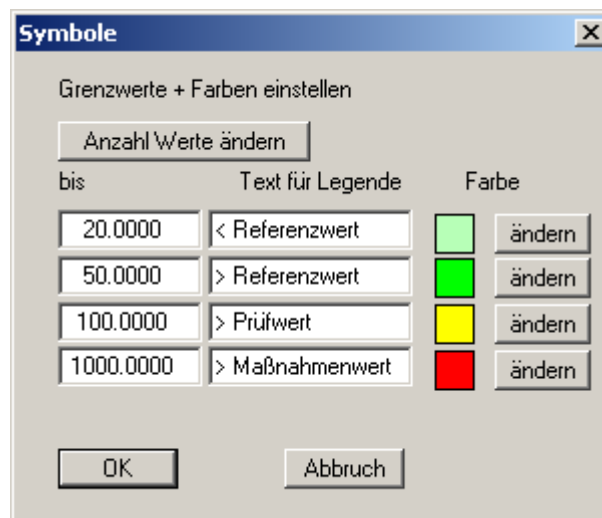 Symbole
Grenzwerte + Farben einstellen
Anzahl Werte ändern
bis Text für Legende Farbe
20.0000 < Referenzwert ändern
50.0000 > Referenzwert ändern
100.0000 > Prüfwert ändern
1000.0000 > Maßnahmenwert ändern
OK Abbruch